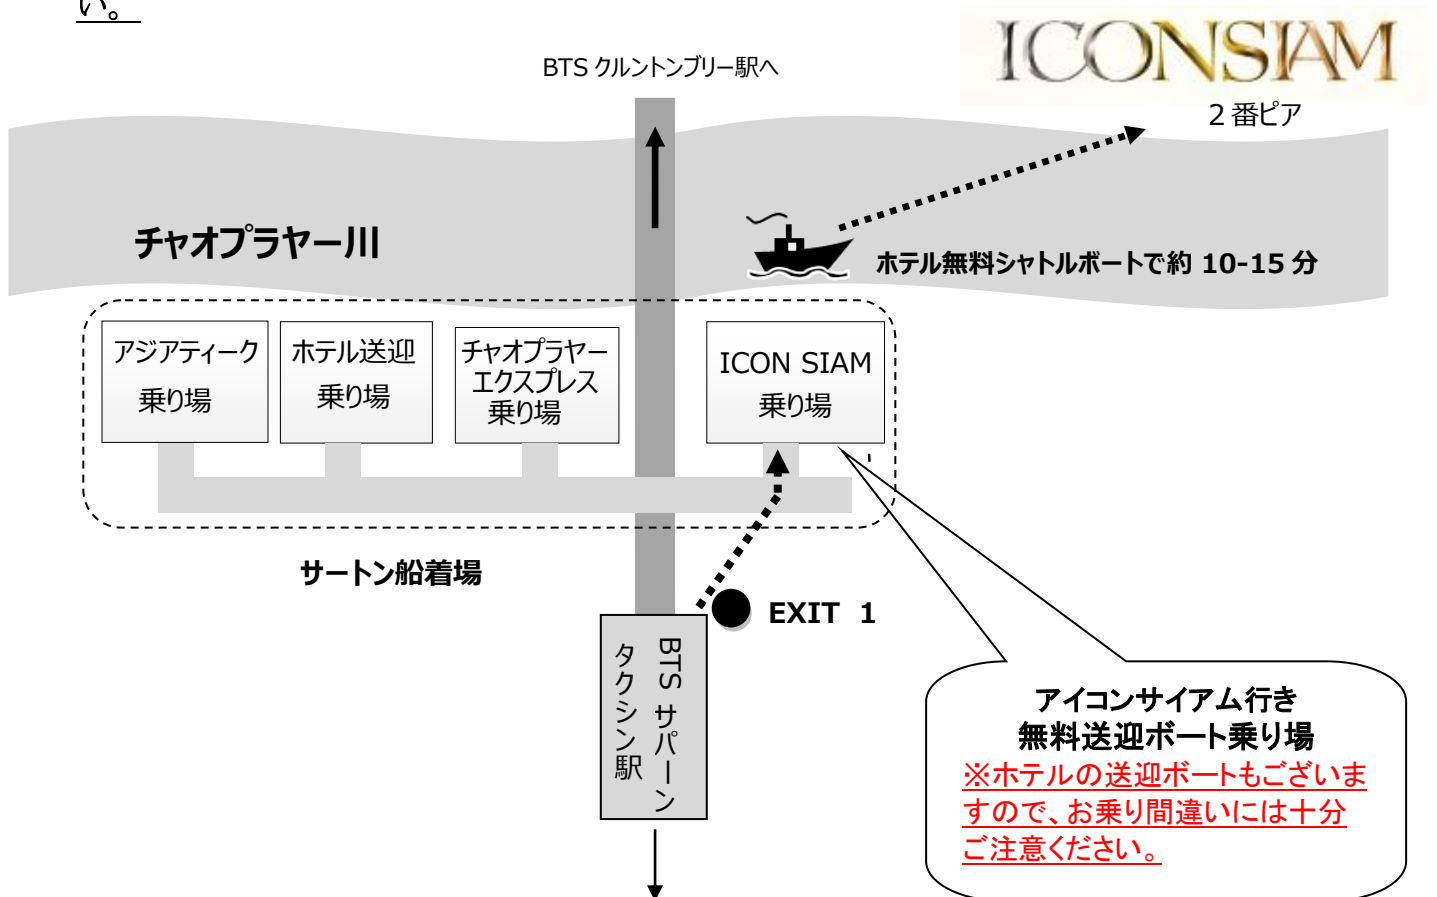 い。
ICONSIAM
BTS クルントンブリー駅へ
2 番ピア
チャオプラヤー川
ホテル無料シャトルボートで約 10-15 分
アジアティーク
乗り場
ホテル送迎
乗り場
チャオプラヤー
エクスプレス
乗り場
ICON SIAM
乗り場
サートン船着場
EXIT 1
BTS サパーン
タクシン駅
アイコンサイアム行き
無料送迎ボート乗り場
※ホテルの送迎ボートもございま
すので、お乗り間違いには十分
ご注意ください。